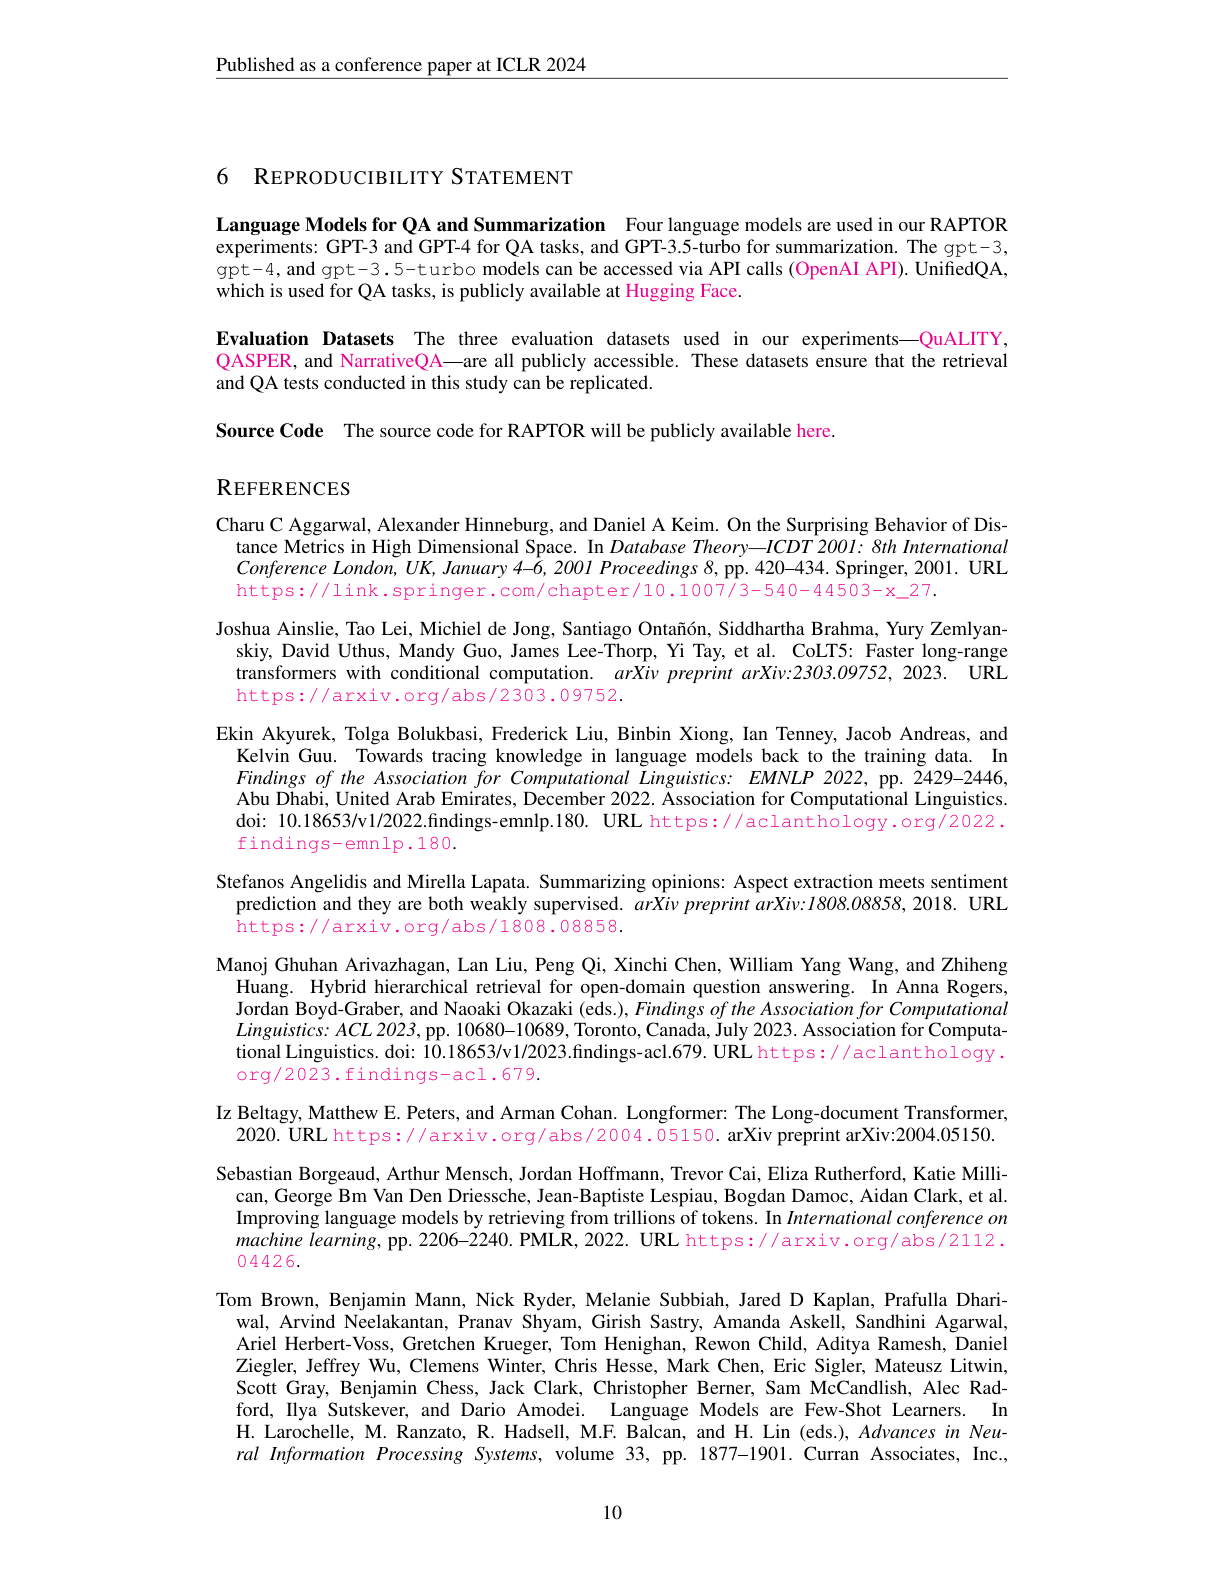 Published as a conference paper at ICLR 2024
6 REPRODUCIBILITY STATEMENT
Language Models for QA and Summarization Four language models are used in our RAPTOR
experiments: GPT-3 and GPT-4 for QA tasks, and GPT-3.5-turbo for summarization. The gpt-3,
gpt-4, and gpt-3.5-turbo models can be accessed via API calls (OpenAI API). UnifiedQA,
which is used for QA tasks, is publicly available at Hugging Face.
Evaluation Datasets The three evaluation datasets used in our experiments—QuALITY,
QASPER, and NarrativeQA—are all publicly accessible. These datasets ensure that the retrieval
and QA tests conducted in this study can be replicated.
Source Code The source code for RAPTOR will be publicly available here.
REFERENCES
Charu C Aggarwal, Alexander Hinneburg, and Daniel A Keim. On the Surprising Behavior of Dis-
tance Metrics in High Dimensional Space. In Database Theory—ICDT 2001: 8th International
Conference London, UK, January 4–6, 2001 Proceedings 8, pp. 420–434. Springer, 2001. URL
https://link.springer.com/chapter/10.1007/3-540-44503-x_27.
Joshua Ainslie, Tao Lei, Michiel de Jong, Santiago Ontañón, Siddhartha Brahma, Yury Zemlyan-
skiy, David Uthus, Mandy Guo, James Lee-Thorp, Yi Tay, et al. CoLT5: Faster long-range
transformers with conditional computation. arXiv preprint arXiv:2303.09752, 2023. URL
https://arxiv.org/abs/2303.09752.
Ekin Akyurek, Tolga Bolukbasi, Frederick Liu, Binbin Xiong, Ian Tenney, Jacob Andreas, and
Kelvin Guu. Towards tracing knowledge in language models back to the training data. In
Findings of the Association for Computational Linguistics: EMNLP 2022, pp. 2429–2446,
Abu Dhabi, United Arab Emirates, December 2022. Association for Computational Linguistics.
doi: 10.18653/v1/2022.findings-emnlp.180. URL https://aclanthology.org/2022.
findings-emnlp.180.
Stefanos Angelidis and Mirella Lapata. Summarizing opinions: Aspect extraction meets sentiment
prediction and they are both weakly supervised. arXiv preprint arXiv:1808.08858, 2018. URL
https://arxiv.org/abs/1808.08858.
Manoj Ghuhan Arivazhagan, Lan Liu, Peng Qi, Xinchi Chen, William Yang Wang, and Zhiheng
Huang. Hybrid hierarchical retrieval for open-domain question answering. In Anna Rogers,
Jordan Boyd-Graber, and Naoaki Okazaki (eds.), Findings of the Association for Computational
Linguistics: ACL 2023, pp. 10680–10689, Toronto, Canada, July 2023. Association for Computa-
tional Linguistics. doi: 10.18653/v1/2023.findings-acl.679. URL https://aclanthology.
org/2023.findings-acl.679.
Iz Beltagy, Matthew E. Peters, and Arman Cohan. Longformer: The Long-document Transformer,
2020. URL https://arxiv.org/abs/2004.05150. arXiv preprint arXiv:2004.05150.
Sebastian Borgeaud, Arthur Mensch, Jordan Hoffmann, Trevor Cai, Eliza Rutherford, Katie Milli-
can, George Bm Van Den Driessche, Jean-Baptiste Lespiau, Bogdan Damoc, Aidan Clark, et al.
Improving language models by retrieving from trillions of tokens. In International conference on
machine learning, pp. 2206–2240. PMLR, 2022. URL https://arxiv.org/abs/2112.
04426.
Tom Brown, Benjamin Mann, Nick Ryder, Melanie Subbiah, Jared D Kaplan, Prafulla Dhari-
wal, Arvind Neelakantan, Pranav Shyam, Girish Sastry, Amanda Askell, Sandhini Agarwal,
Ariel Herbert-Voss, Gretchen Krueger, Tom Henighan, Rewon Child, Aditya Ramesh, Daniel
Ziegler, Jeffrey Wu, Clemens Winter, Chris Hesse, Mark Chen, Eric Sigler, Mateusz Litwin,
Scott Gray, Benjamin Chess, Jack Clark, Christopher Berner, Sam McCandlish, Alec Rad-
ford, Ilya Sutskever, and Dario Amodei. Language Models are Few-Shot Learners. In
H. Larochelle, M. Ranzato, R. Hadsell, M.F. Balcan, and H. Lin (eds.), Advances in Neu-
ral Information Processing Systems, volume 33, pp. 1877–1901. Curran Associates, Inc.,
10